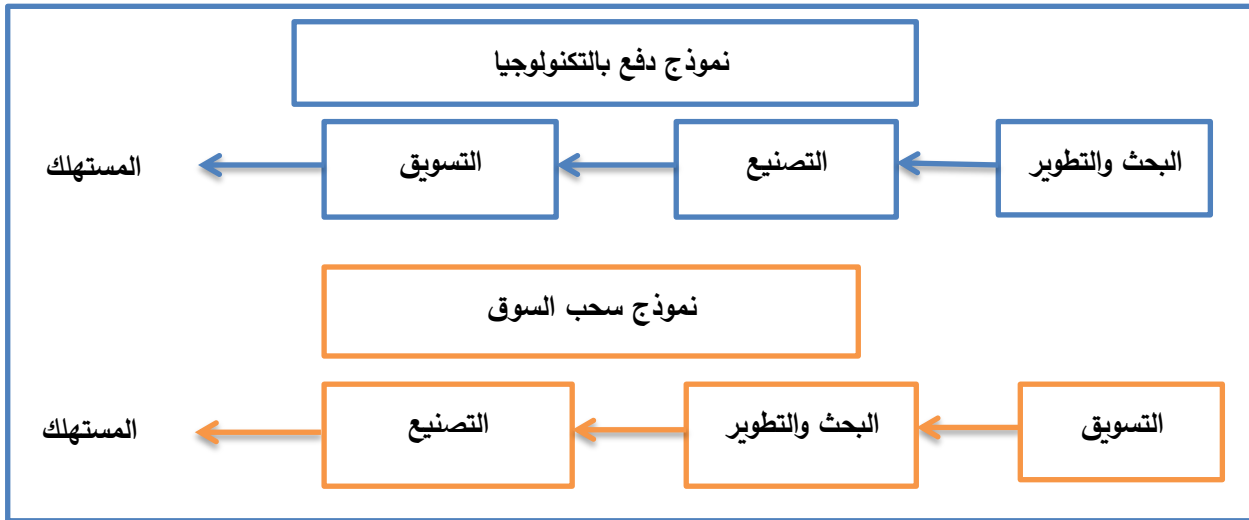 نموذج دفع بالتكنولوجيا
البحث والتطوير
التصنيع
التسويق
المستهلك
نموذج سحب السوق
التسويق
البحث والتطوير
التصنيع
المستهلك